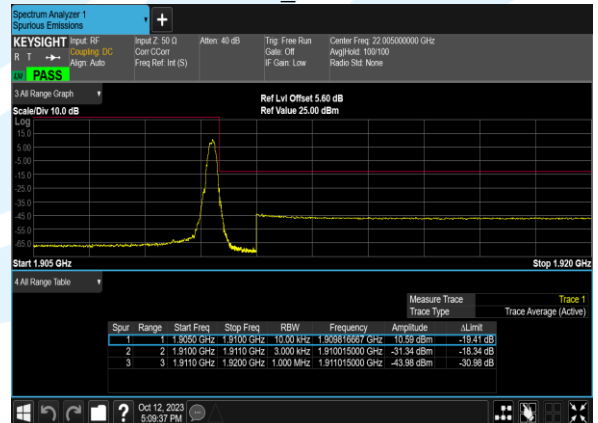 Spectrum Analyzer 1
Spurious Emissions
KEYSIGHT Input: RF Input Z: 50 Ω Atten: 40 dB Trig: Free Run Center Freq: 22.005000000 GHz
R T Coupling: DC Corr CCorr Gate: Off Avg|Hold: 100/100
Align: Auto Freq Ref: Int (S) IF Gain: Low Radio Std: None
PASS
3 All Range Graph
Ref Lvl Offset 5.60 dB
Scale/Div 10.0 dB Ref Value 25.00 dBm
Log
15.0
5.00
-5.00
-15.0
-25.0
-35.0
-45.0
-55.0
-65.0
Start 1.905 GHz Stop 1.920 GHz
4 All Range Table
Measure Trace Trace 1
Trace Type Trace Average (Active)
Spur Range Start Freq Stop Freq RBW Frequency Amplitude ΔLimit
1 1 1.9050 GHz 1.9100 GHz 10.00 kHz 1.909816667 GHz 10.59 dBm -19.41 dB
2 2 1.9100 GHz 1.9110 GHz 3.000 kHz 1.910015000 GHz -31.34 dBm -18.34 dB
3 3 1.9110 GHz 1.9200 GHz 1.000 MHz 1.911015000 GHz -43.98 dBm -30.98 dB
? Oct 12, 2023
5:09:37 PM